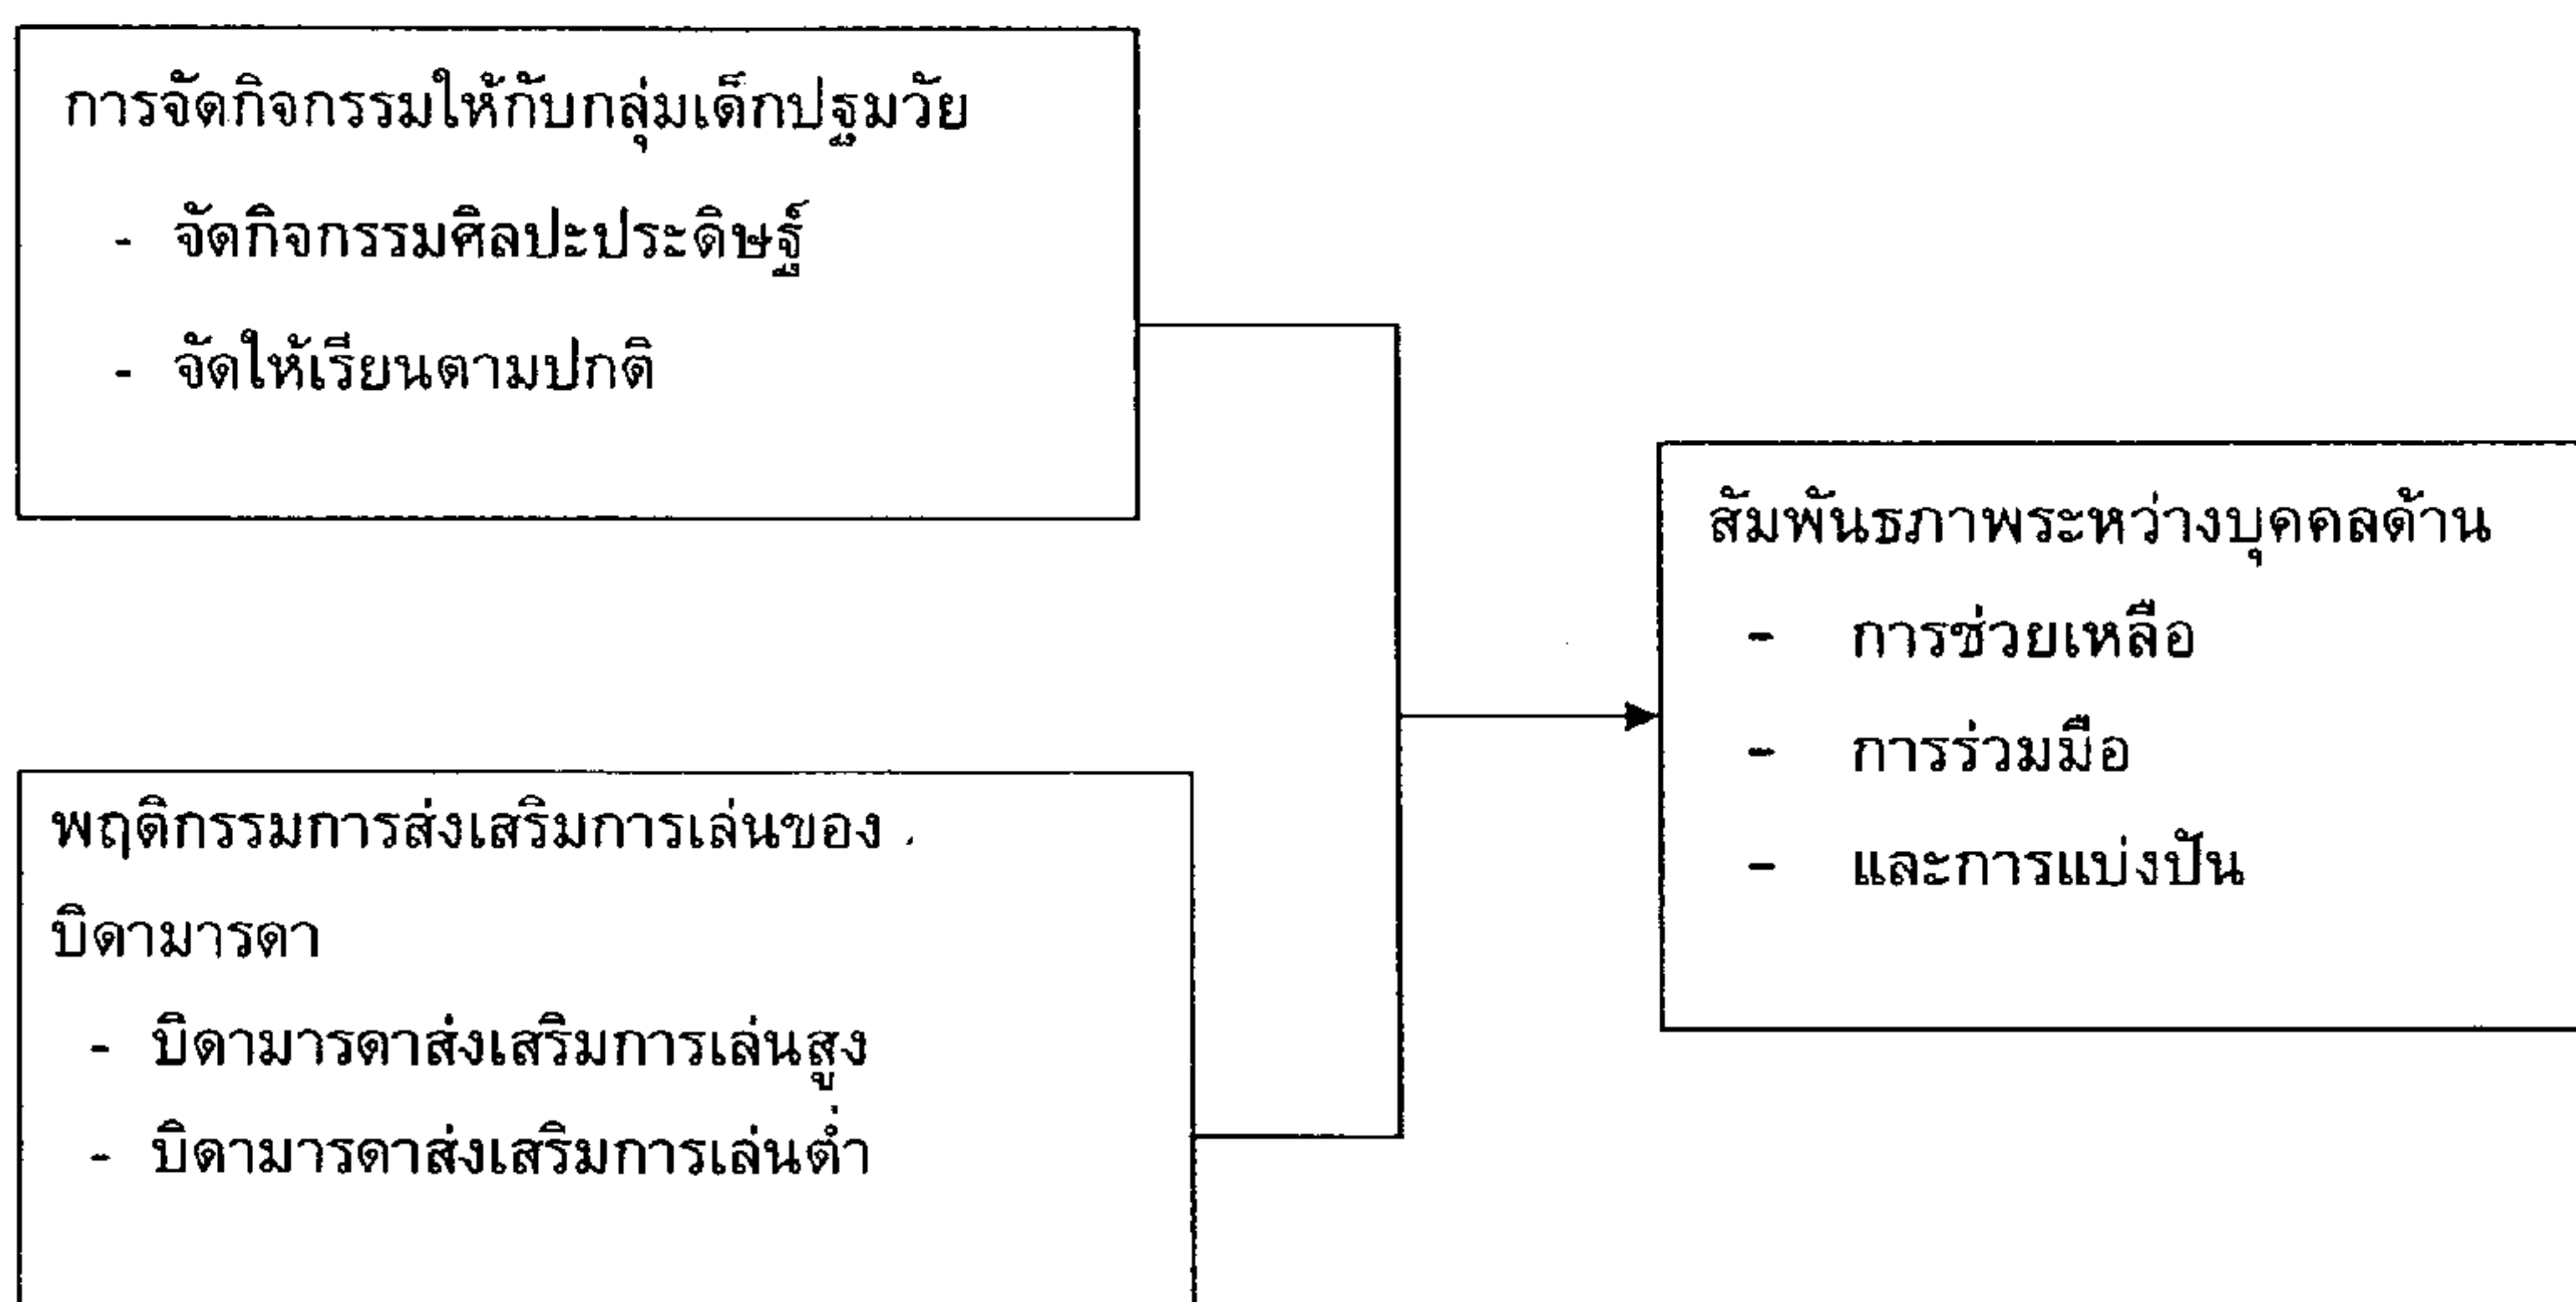 การจัดกิจกรรมให้กับกลุ่มเด็กปฐมวัย
- จัดกิจกรรมศิลปะประดิษฐ์
- จัดให้เรียนตามปกติ
พฤติกรรมการส่งเสริมการเล่นของ
บิดามารดา
- บิดามารดาส่งเสริมการเล่นสูง
- บิดามารดาส่งเสริมการเล่นต่ำ
สัมพันธภาพระหว่างบุคคลด้าน
- การช่วยเหลือ
- การร่วมมือ
- และการแบ่งปัน